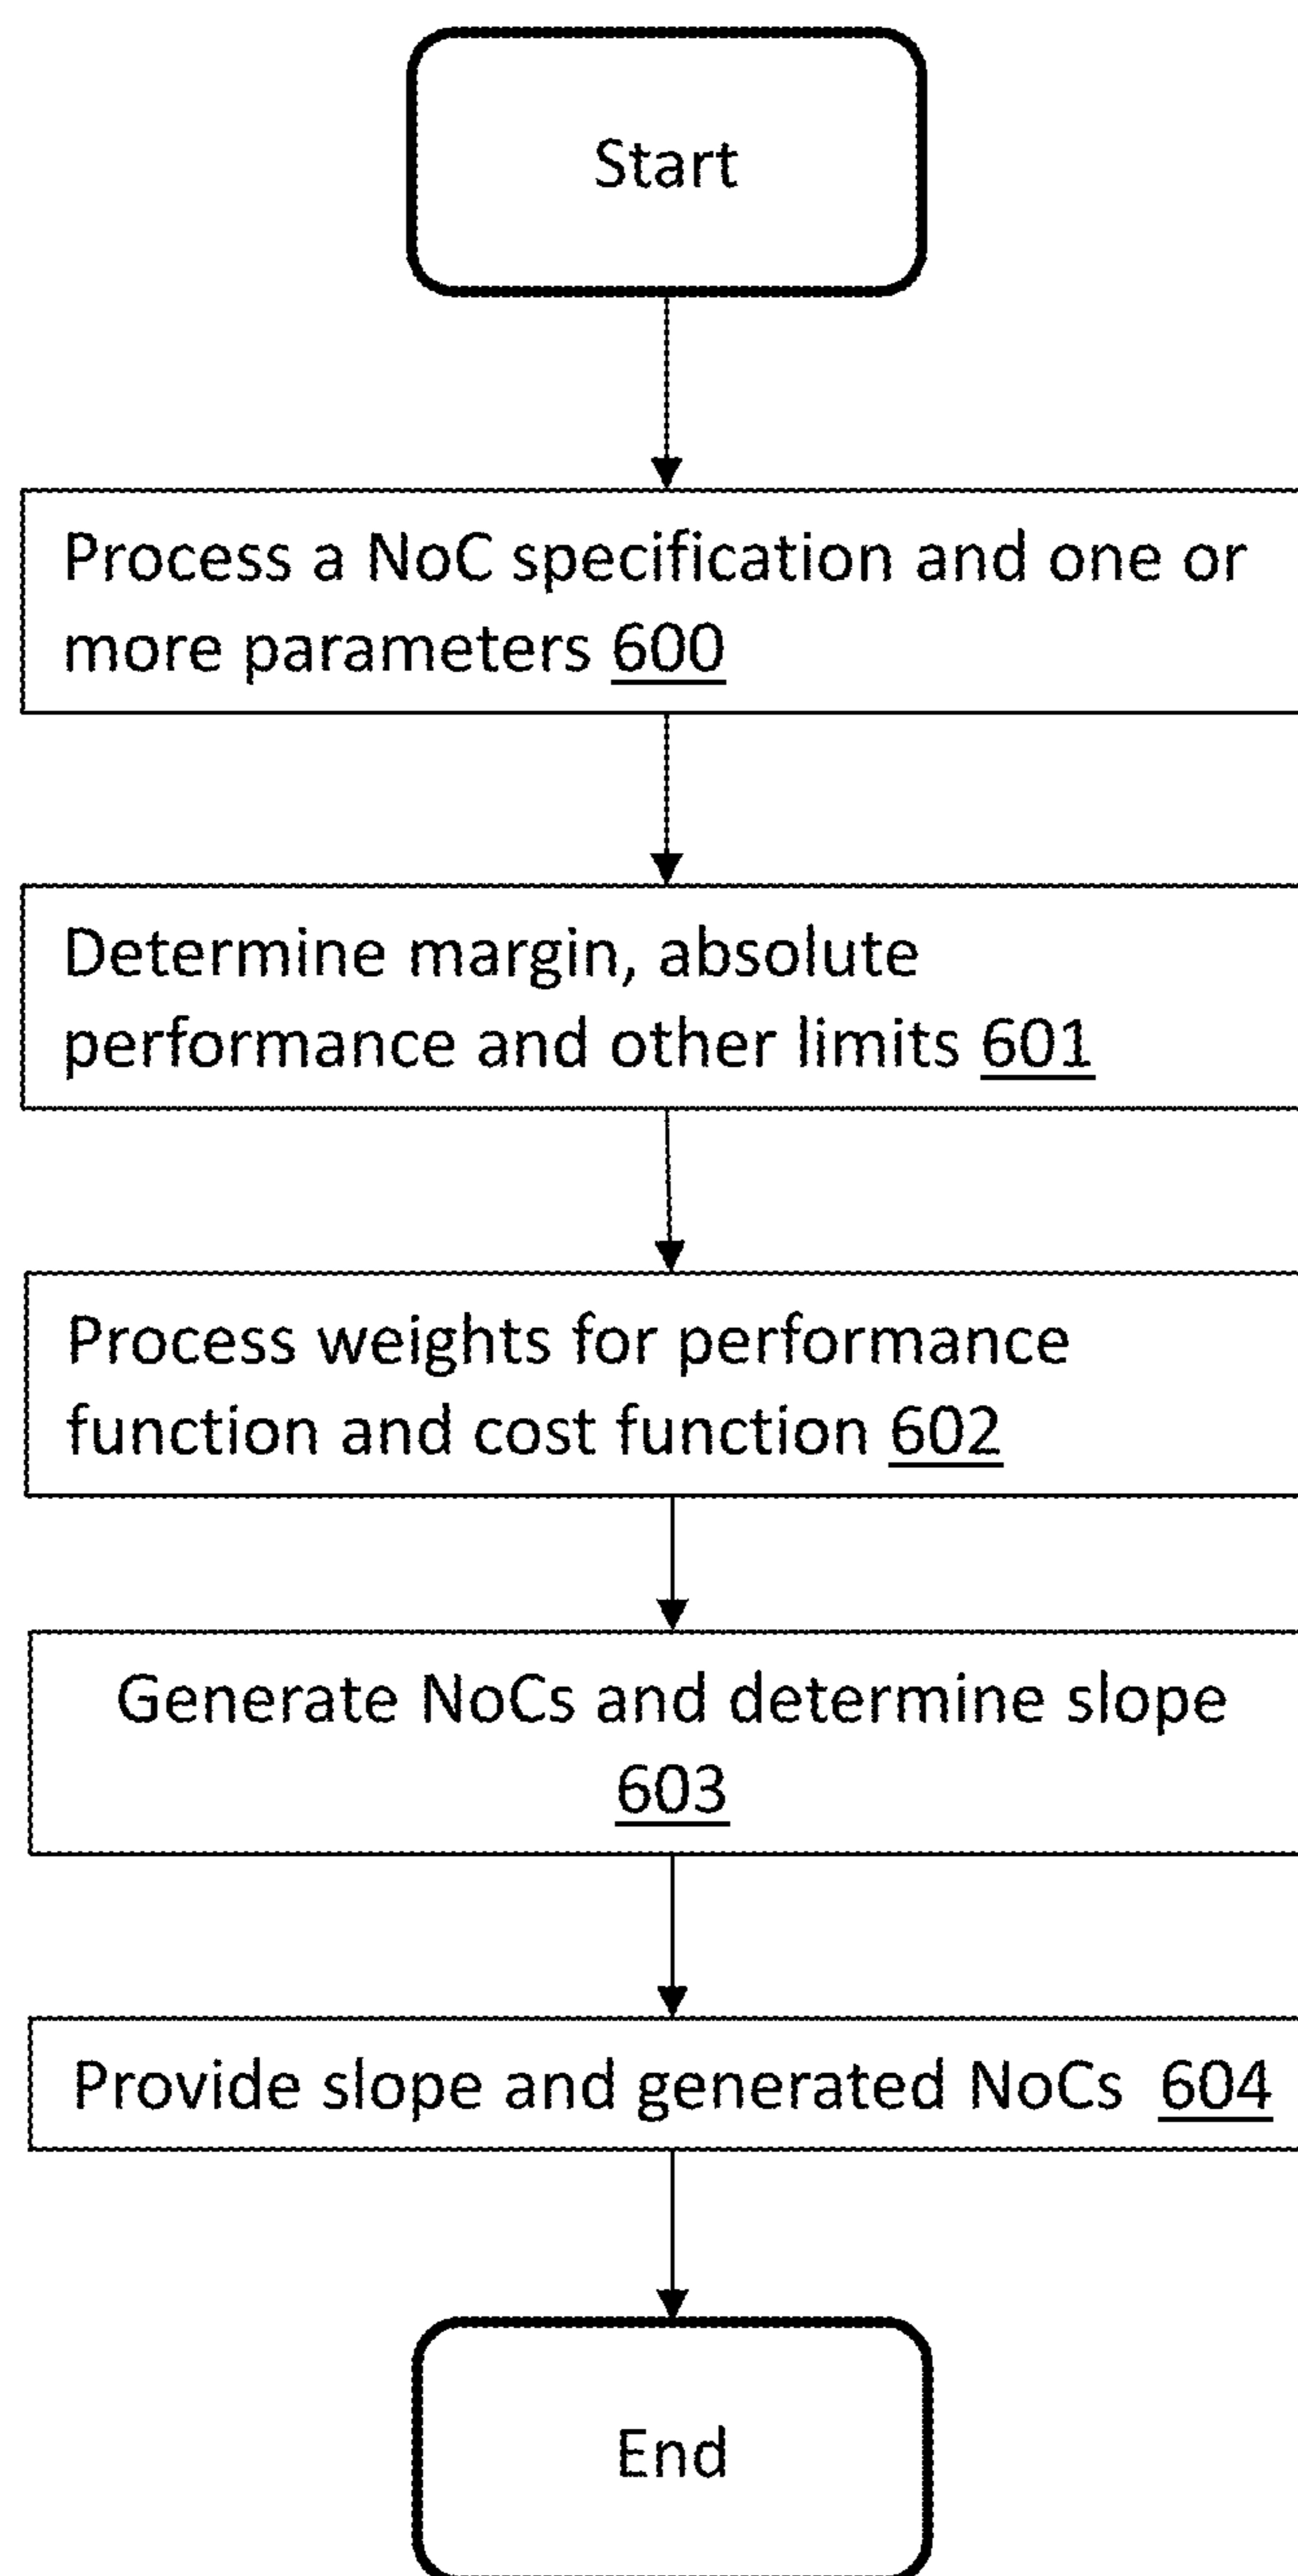 Start
Process a NoC specification and one or
more parameters 600
Determine margin, absolute
performance and other limits 601
Process weights for performance
function and cost function 602
Generate NoCs and determine slope
603
Provide slope and generated NoCs 604
End